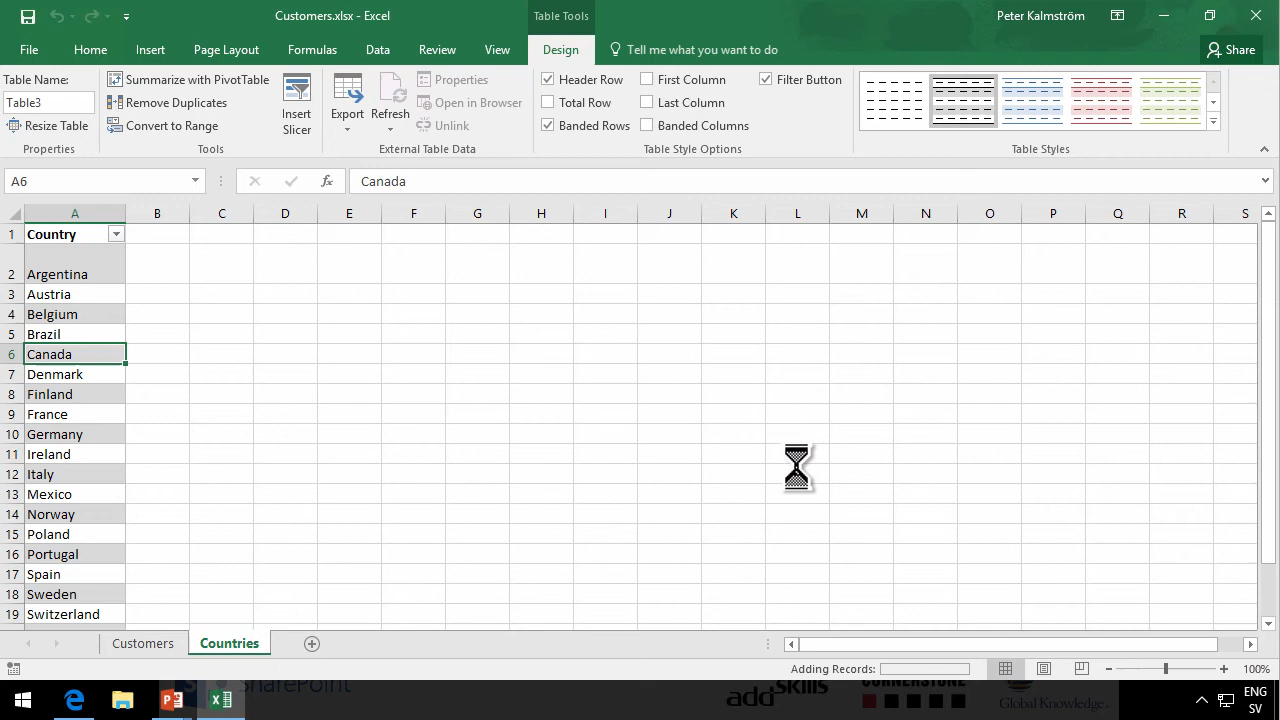 Customers.xlsx - Excel
Table Tools
Peter Kalmström
File Home Insert Page Layout Formulas Data Review View Design Tell me what you want to do Share
Table Name:
Table3
Resize Table
Properties
Summarize with PivotTable
Remove Duplicates
Convert to Range
Insert
Slicer
Tools
Export
Refresh
Properties
Open in Browser
Unlink
External Table Data
Header Row First Column Filter Button
Total Row Last Column
Banded Rows Banded Columns
Table Style Options
Table Styles
A6 fx Canada
A B C D E F G H I J K L M N O P Q R S
1 Country
2 Argentina
3 Austria
4 Belgium
5 Brazil
6 Canada
7 Denmark
8 Finland
9 France
10 Germany
11 Ireland
12 Italy
13 Mexico
14 Norway
15 Poland
16 Portugal
17 Spain
18 Sweden
19 Switzerland
Customers Countries
Adding Records: 100%
SharePoint
addskills
CORNERSTONE
Global Knowledge
ENG
SV